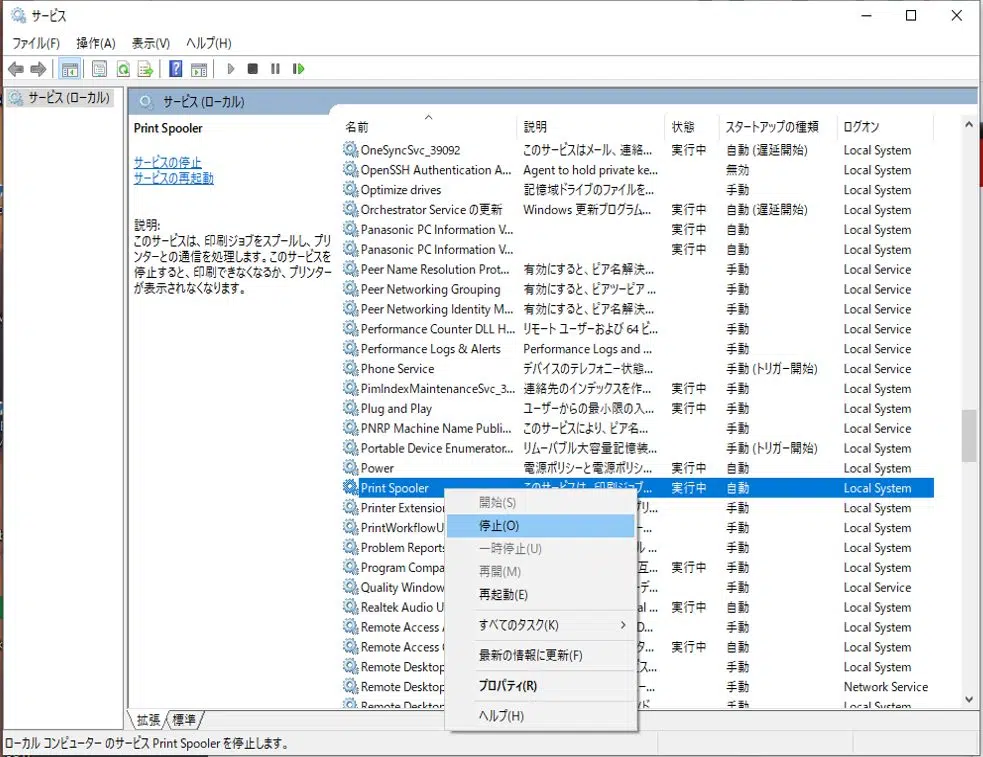 サービス
ファイル(F) 操作(A) 表示(V) ヘルプ(H)
サービス (ローカル)
サービス (ローカル)
Print Spooler
サービスの停止
サービスの再起動
説明:
このサービスは、印刷ジョブをスプールし、プリ
ンターとの通信を処理します。このサービスを
停止すると、印刷できなくなるか、プリンター
が表示されなくなります。
名前 説明 状態 スタートアップの種類 ログオン
OneSyncSvc_39092 このサービスはメール、連絡... 実行中 自動 (遅延開始) Local System
OpenSSH Authentication A... Agent to hold private ke... 無効 Local System
Optimize drives 記憶域ドライブのファイルを... 手動 Local System
Orchestrator Service の更新 Windows 更新プログラム... 実行中 自動 (遅延開始) Local System
Panasonic PC Information V... 実行中 自動 Local System
Panasonic PC Information V... 実行中 自動 Local System
Peer Name Resolution Prot... 有効にすると、ピア名解決... 手動 Local Service
Peer Networking Grouping 有効にすると、ピアツーピア ... 手動 Local Service
Peer Networking Identity M... 有効にすると、ピア名解決... 手動 Local Service
Performance Counter DLL H... リモート ユーザーおよび 64 ビ... 手動 Local Service
Performance Logs & Alerts Performance Logs and ... 手動 Local Service
Phone Service デバイスのテレフォニー状態... 手動 (トリガー開始) Local Service
PimIndexMaintenanceSvc_3... 連絡先のインデックスを作... 実行中 手動 Local System
Plug and Play ユーザーからの最小限の入... 実行中 手動 Local System
PNRP Machine Name Publi... このサービスにより、ピア名... 手動 Local Service
Portable Device Enumerator... リムーバブル大容量記憶装... 手動 (トリガー開始) Local System
Power 電源ポリシーと電源ポリシ... 実行中 自動 Local System
Print Spooler このサービスは、印刷ジョブ... 実行中 自動 Local System
Printer Extension 手動 Local System
PrintWorkflowU 手動 Local System
Problem Reports 手動 Local System
Program Compa 互... 実行中 手動 Local System
Quality Window デ... 手動 Local Service
Realtek Audio U 実行中 自動 Local System
Remote Access 手動 Local System
Remote Access 実行中 自動 Local System
Remote Desktop 手動 Local System
Remote Desktop 手動 Network Service
Remote Desktop 手動 Local System
開始(S)
停止(O)
一時停止(U)
再開(M)
再起動(E)
すべてのタスク(K)
最新の情報に更新(F)
プロパティ(R)
ヘルプ(H)
拡張 標準
ローカル コンピューター のサービス Print Spooler を停止します。